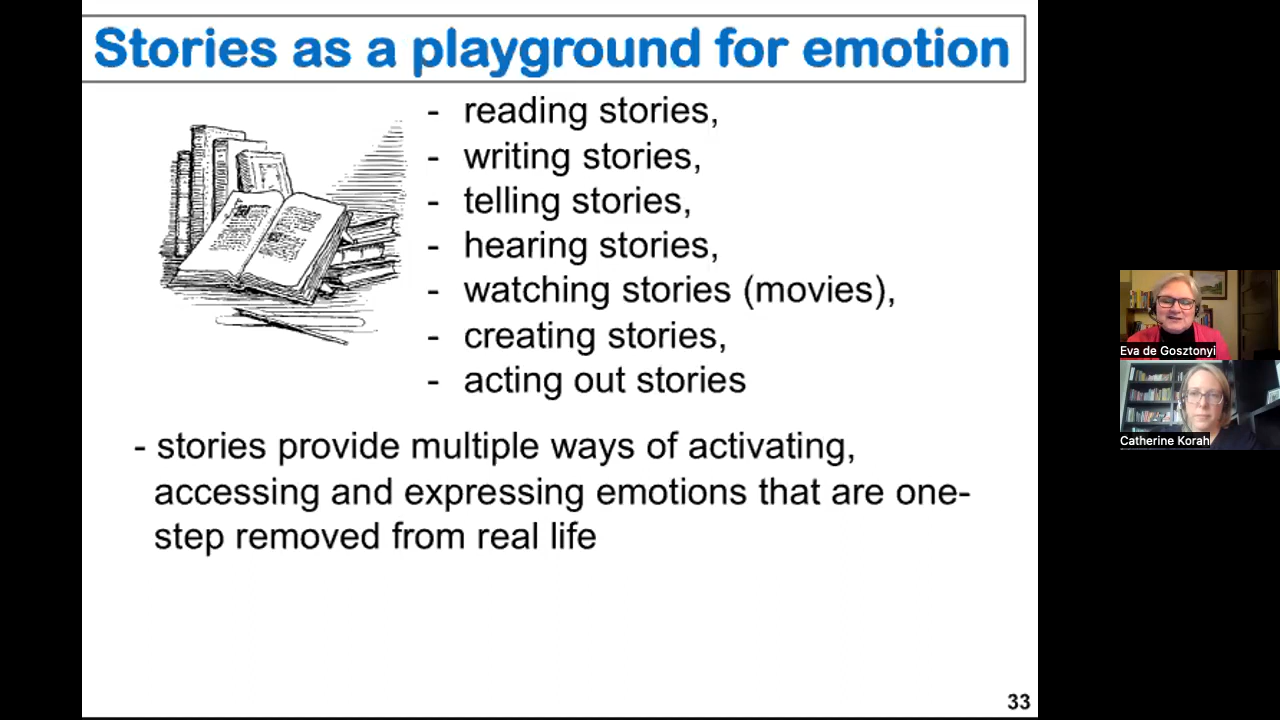 Stories as a playground for emotion
- reading stories,
- writing stories,
- telling stories,
- hearing stories,
- watching stories (movies),
- creating stories,
- acting out stories
- stories provide multiple ways of activating,
accessing and expressing emotions that are one-
step removed from real life
33
Eva de Gosztonyi
Catherine Korah